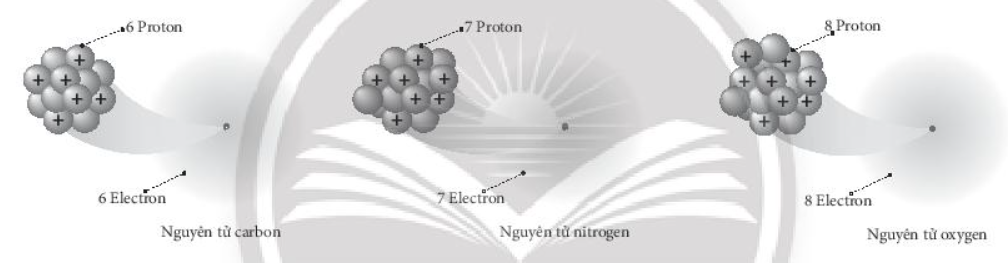 6 Proton
7 Proton
8 Proton
6 Electron
7 Electron
8 Electron
Nguyên tử carbon
Nguyên tử nitrogen
Nguyên tử oxygen